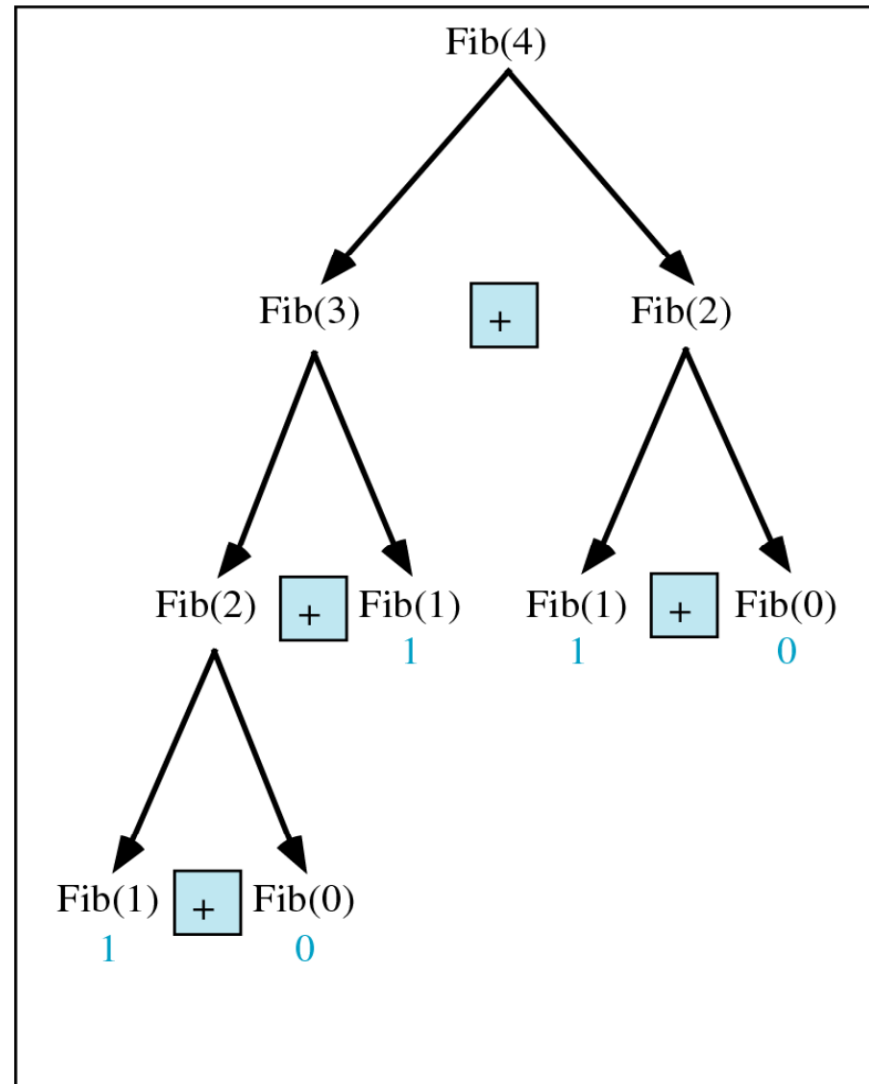 Fib(4)
Fib(3) + Fib(2)
Fib(2) + Fib(1) Fib(1) + Fib(0)
1 1 0
Fib(1) + Fib(0)
1 0